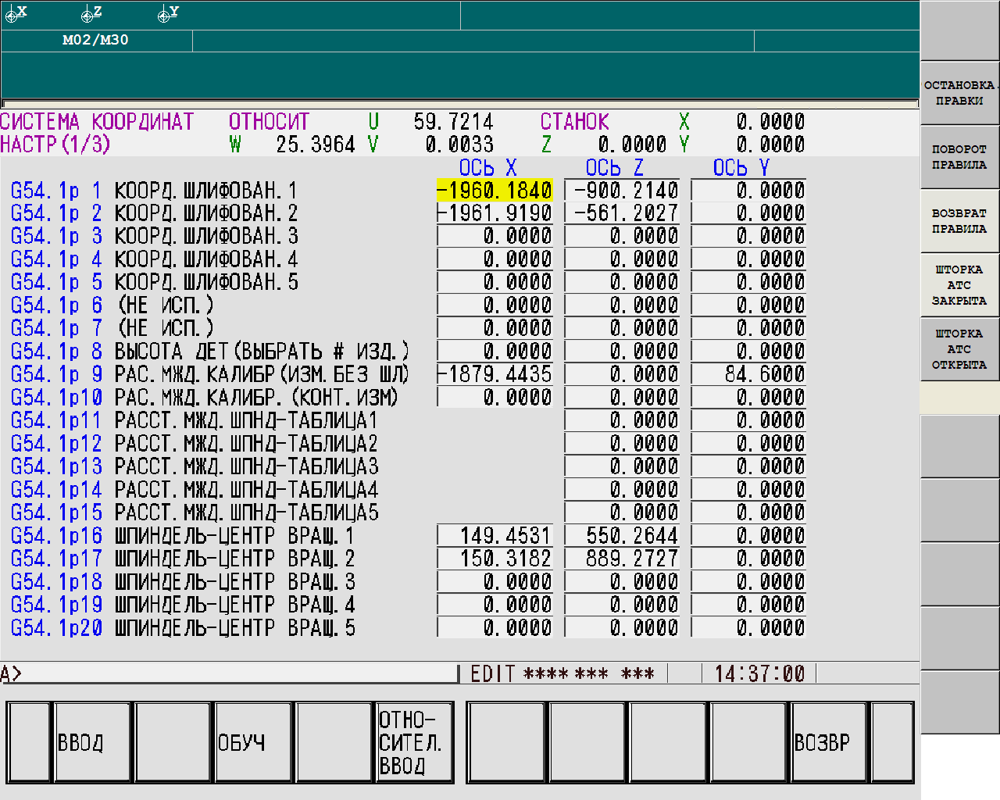 X Z Y
M02/M30
СИСТЕМА КООРДИНАТ ОТНОСИТ U 59.7214 СТАНОК X 0.0000
НАСТР(1/3) W 25.3964 V 0.0033 Z 0.0000 Y 0.0000
ОСЬ X ОСЬ Z ОСЬ Y
G54.1p 1 КООРД.ШЛИФОВАН.1 -1960.1840 -900.2140 0.0000
G54.1p 2 КООРД.ШЛИФОВАН.2 -1961.9190 -561.2027 0.0000
G54.1p 3 КООРД.ШЛИФОВАН.3 0.0000 0.0000 0.0000
G54.1p 4 КООРД.ШЛИФОВАН.4 0.0000 0.0000 0.0000
G54.1p 5 КООРД.ШЛИФОВАН.5 0.0000 0.0000 0.0000
G54.1p 6 (НЕ ИСП.) 0.0000 0.0000 0.0000
G54.1p 7 (НЕ ИСП.) 0.0000 0.0000 0.0000
G54.1p 8 ВЫСОТА ДЕТ(ВЫБРАТЬ # ИЗД.) 0.0000 0.0000 0.0000
G54.1p 9 РАС.МЖД.КАЛИБР(ИЗМ.БЕЗ ШЛ) -1879.4435 0.0000 84.6000
G54.1p10 РАС.МЖД.КАЛИБР.(КОНТ.ИЗМ) 0.0000 0.0000 0.0000
G54.1p11 РАССТ.МЖД.ШПНД-ТАБЛИЦА1 0.0000 0.0000
G54.1p12 РАССТ.МЖД.ШПНД-ТАБЛИЦА2 0.0000 0.0000
G54.1p13 РАССТ.МЖД.ШПНД-ТАБЛИЦА3 0.0000 0.0000
G54.1p14 РАССТ.МЖД.ШПНД-ТАБЛИЦА4 0.0000 0.0000
G54.1p15 РАССТ.МЖД.ШПНД-ТАБЛИЦА5 0.0000 0.0000
G54.1p16 ШПИНДЕЛЬ-ЦЕНТР ВРАЩ.1 149.4531 550.2644 0.0000
G54.1p17 ШПИНДЕЛЬ-ЦЕНТР ВРАЩ.2 150.3182 889.2727 0.0000
G54.1p18 ШПИНДЕЛЬ-ЦЕНТР ВРАЩ.3 0.0000 0.0000 0.0000
G54.1p19 ШПИНДЕЛЬ-ЦЕНТР ВРАЩ.4 0.0000 0.0000 0.0000
G54.1p20 ШПИНДЕЛЬ-ЦЕНТР ВРАЩ.5 0.0000 0.0000 0.0000
A> EDIT **** *** *** 14:37:00
ВВОД
ОБУЧ
ОТНО-
СИТЕЛ.
ВВОД
ВОЗВР
ОСТАНОВКА
ПРАВКИ
ПОВОРОТ
ПРАВИЛА
ВОЗВРАТ
ПРАВИЛА
ШТОРКА
АТС
ЗАКРЫТА
ШТОРКА
АТС
ОТКРЫТА